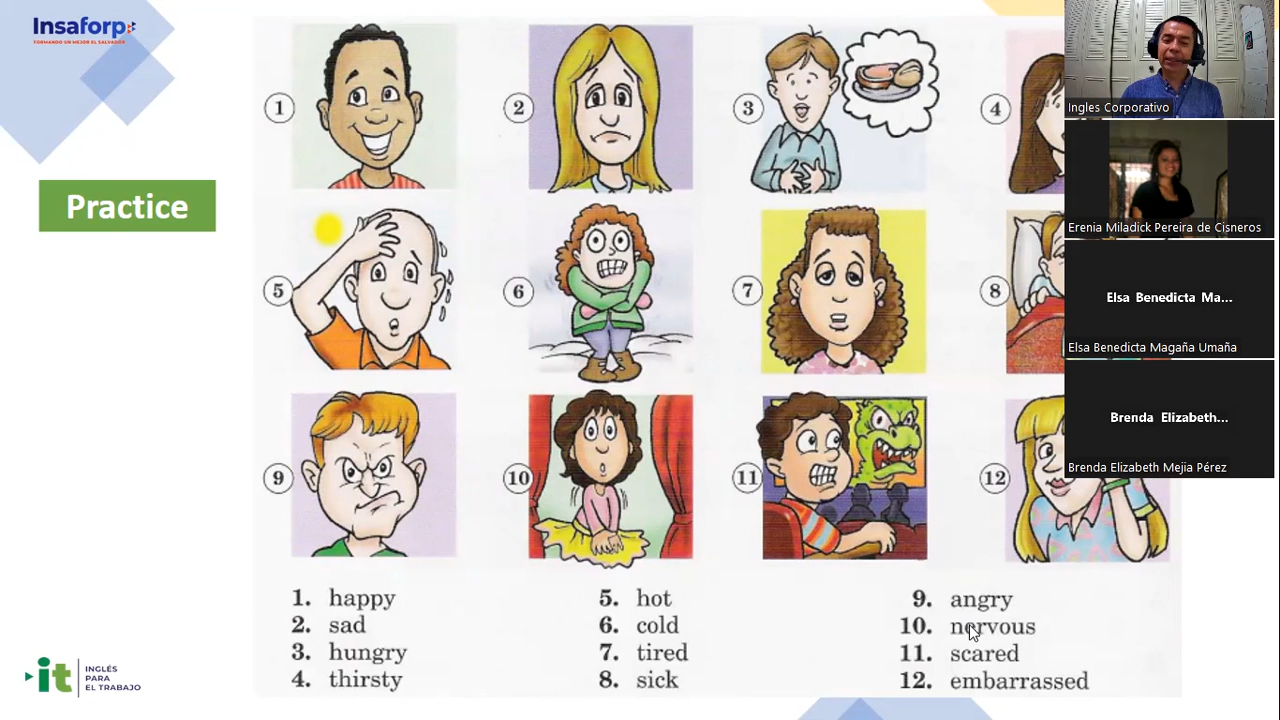 Insaforp
FORMANDO UN MEJOR EL SALVADOR
Practice
1
2
3
4
5
6
7
8
9
10
11
12
1. happy
2. sad
3. hungry
4. thirsty
5. hot
6. cold
7. tired
8. sick
9. angry
10. nervous
11. scared
12. embarrassed
it
INGLÉS
PARA
EL TRABAJO
Ingles Corporativo
Erenia Miladick Pereira de Cisneros
Elsa Benedicta Ma...
Elsa Benedicta Magaña Umaña
Brenda Elizabeth...
Brenda Elizabeth Mejia Pérez